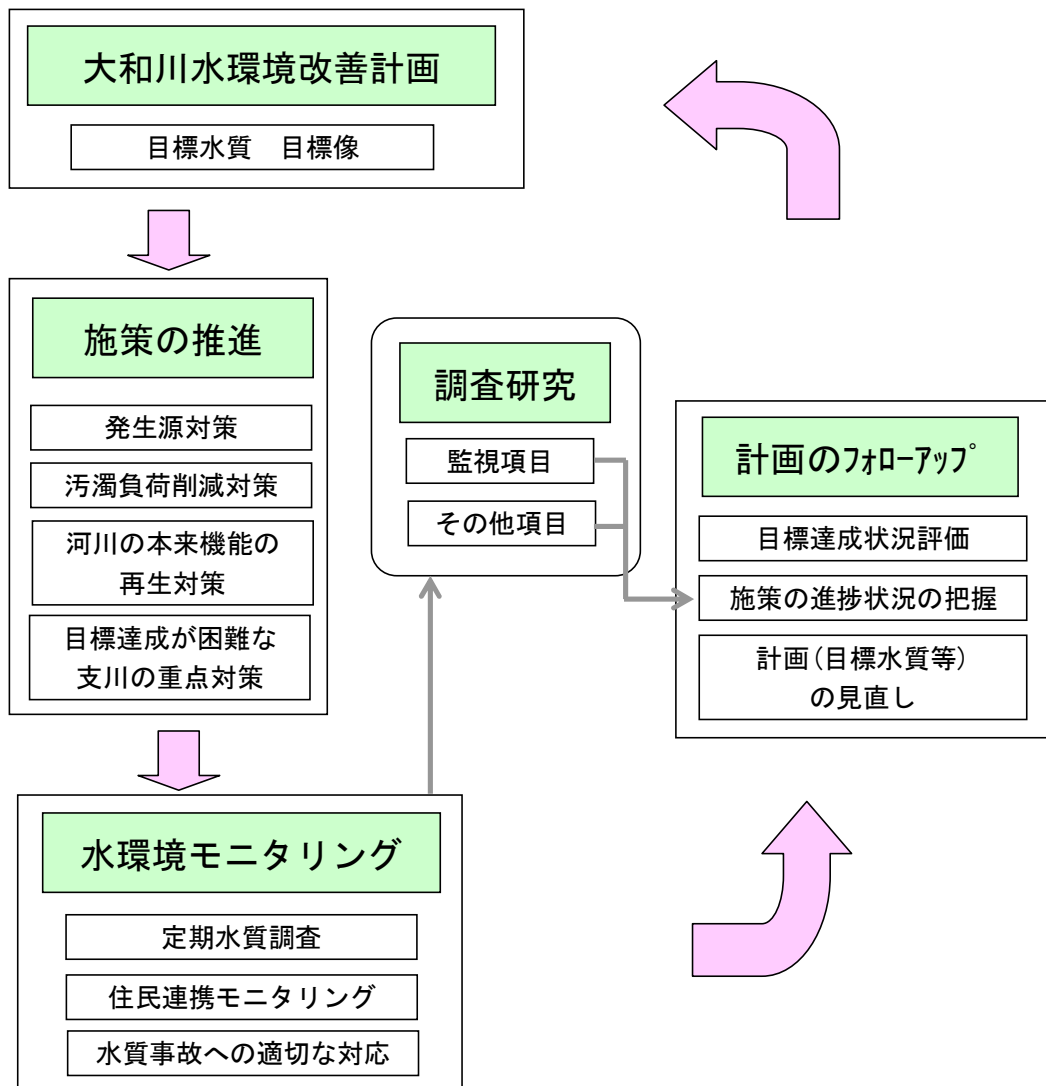 大和川水環境改善計画
目標水質　目標像
施策の推進
発生源対策
汚濁負荷削減対策
河川の本来機能の
再生対策
目標達成が困難な
支川の重点対策
水環境モニタリング
定期水質調査
住民連携モニタリング
水質事故への適切な対応
調査研究
監視項目
その他項目
計画のﾌｫﾛｰｱｯﾌﾟ
目標達成状況評価
施策の進捗状況の把握
計画(目標水質等)
の見直し